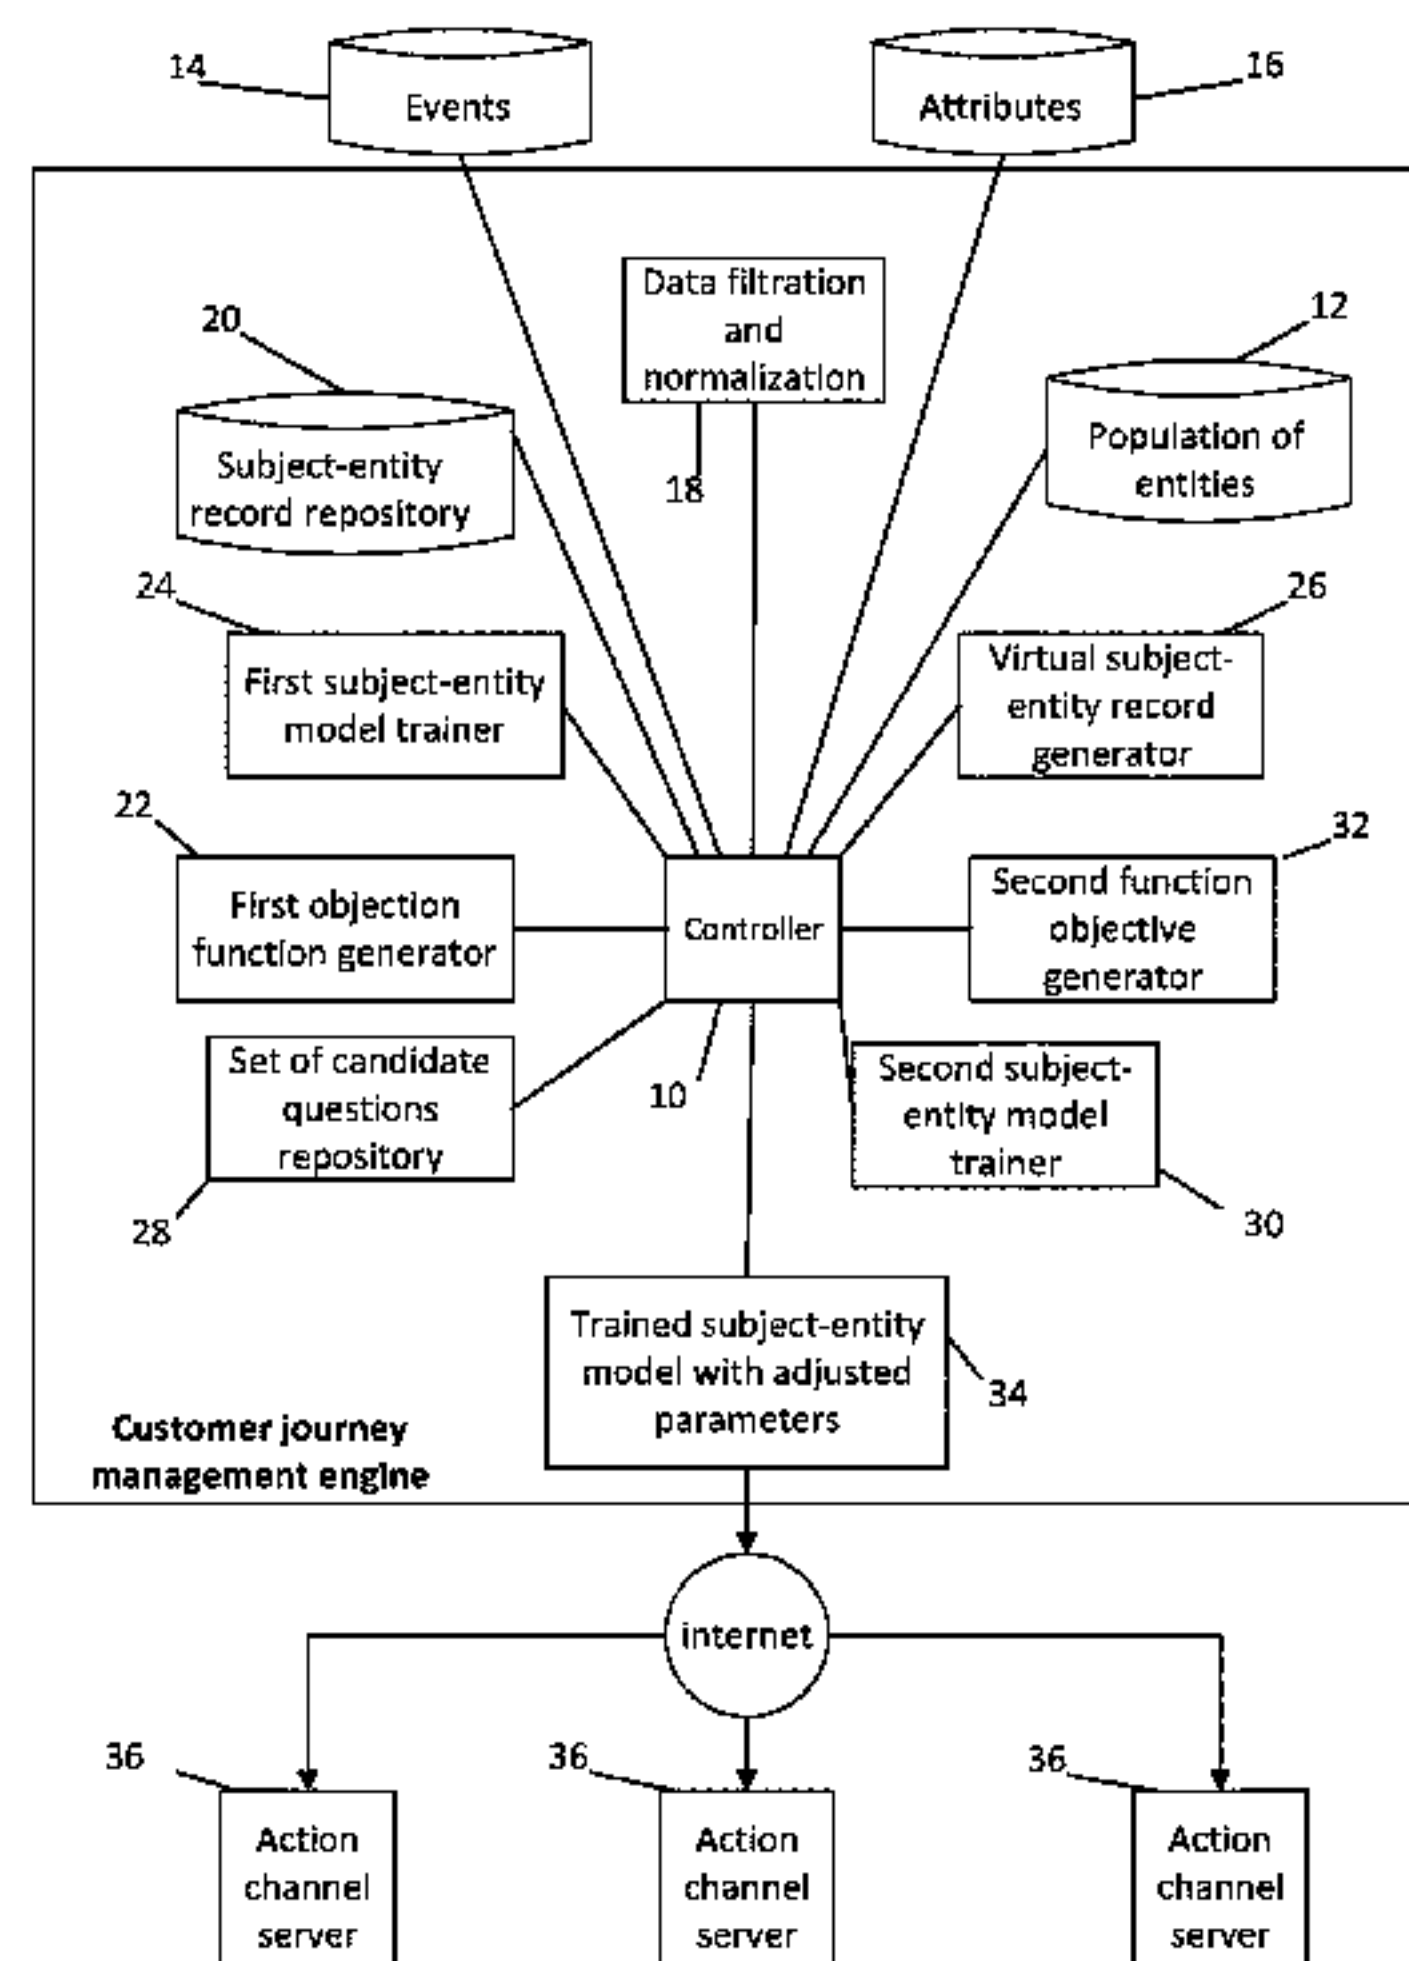 14
Events
Attributes
16
Data filtration
and
normalization
18
20
Subject-entity
record repository
12
Population of
entities
24
First subject-entity
model trainer
26
Virtual subject-
entity record
generator
22
First objection
function generator
Controller
10
32
Second function
objective
generator
Set of candidate
questions
repository
28
Second subject-
entity model
trainer
30
Trained subject-entity
model with adjusted
parameters
34
Customer journey
management engine
internet
36
Action
channel
server
36
Action
channel
server
36
Action
channel
server